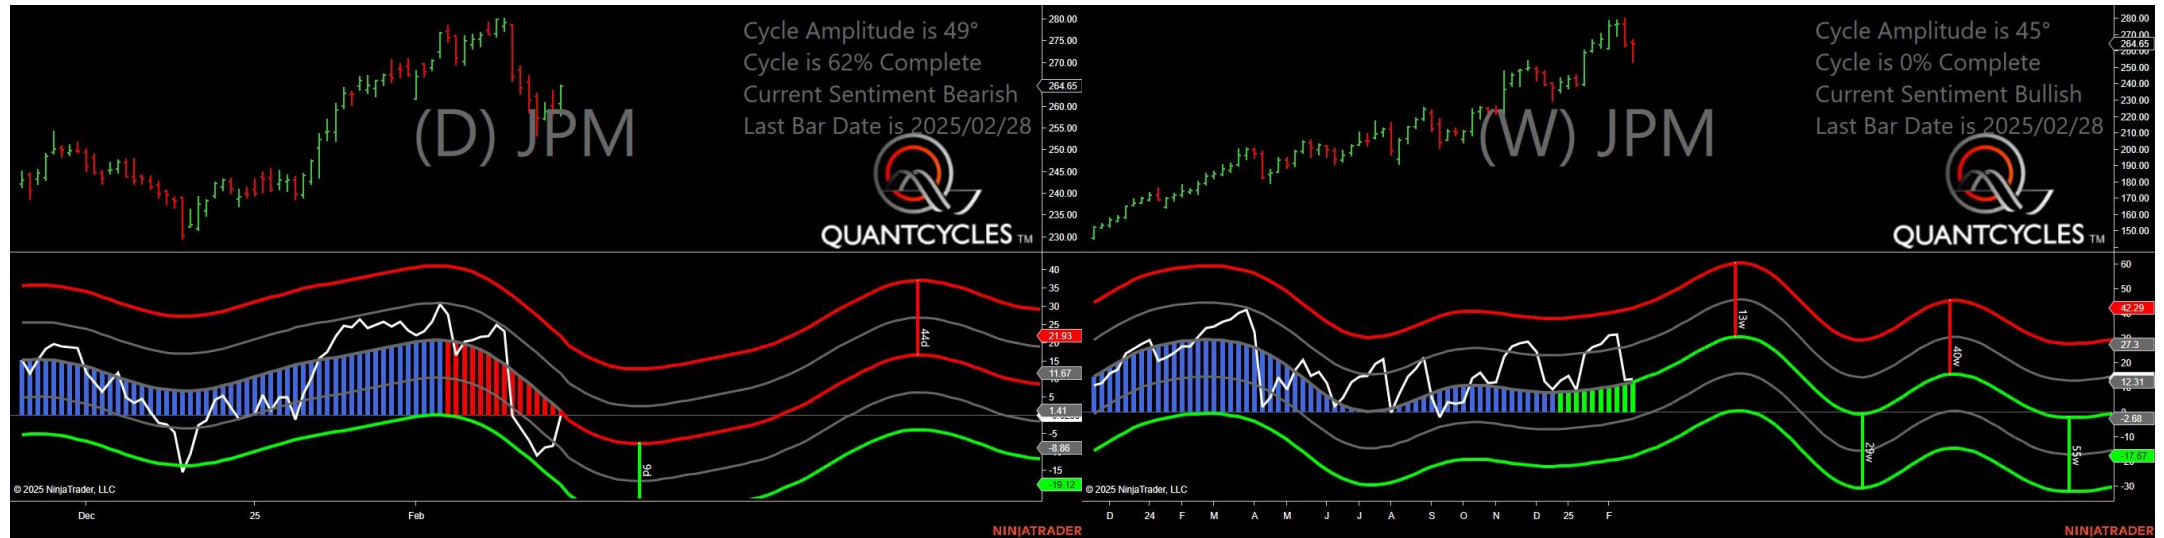 Cycle Amplitude is 49°
Cycle is 62% Complete
Current Sentiment Bearish
Last Bar Date is 2025/02/28
(D) JPM
QUANTCYCLES TM
280.00
275.00
270.00
264.65
260.00
255.00
250.00
245.00
240.00
235.00
230.00
40
35
30
25
21.93
20
15
11.67
5
1.41
-5
-8.86
-15
-19.12
44d
9d
© 2025 NinjaTrader, LLC
Dec
25
Feb
NINJATRADER
Cycle Amplitude is 45°
Cycle is 0% Complete
Current Sentiment Bullish
Last Bar Date is 2025/02/28
(W) JPM
QUANTCYCLES TM
280.00
270.00
264.65
250.00
240.00
230.00
220.00
210.00
200.00
190.00
180.00
170.00
160.00
150.00
60
50
42.29
27.3
20
12.31
-2.68
-10
-17.67
-30
13w
29w
40w
55w
© 2025 NinjaTrader, LLC
D
24
F
M
A
M
J
J
A
S
O
N
D
25
F
NINJATRADER